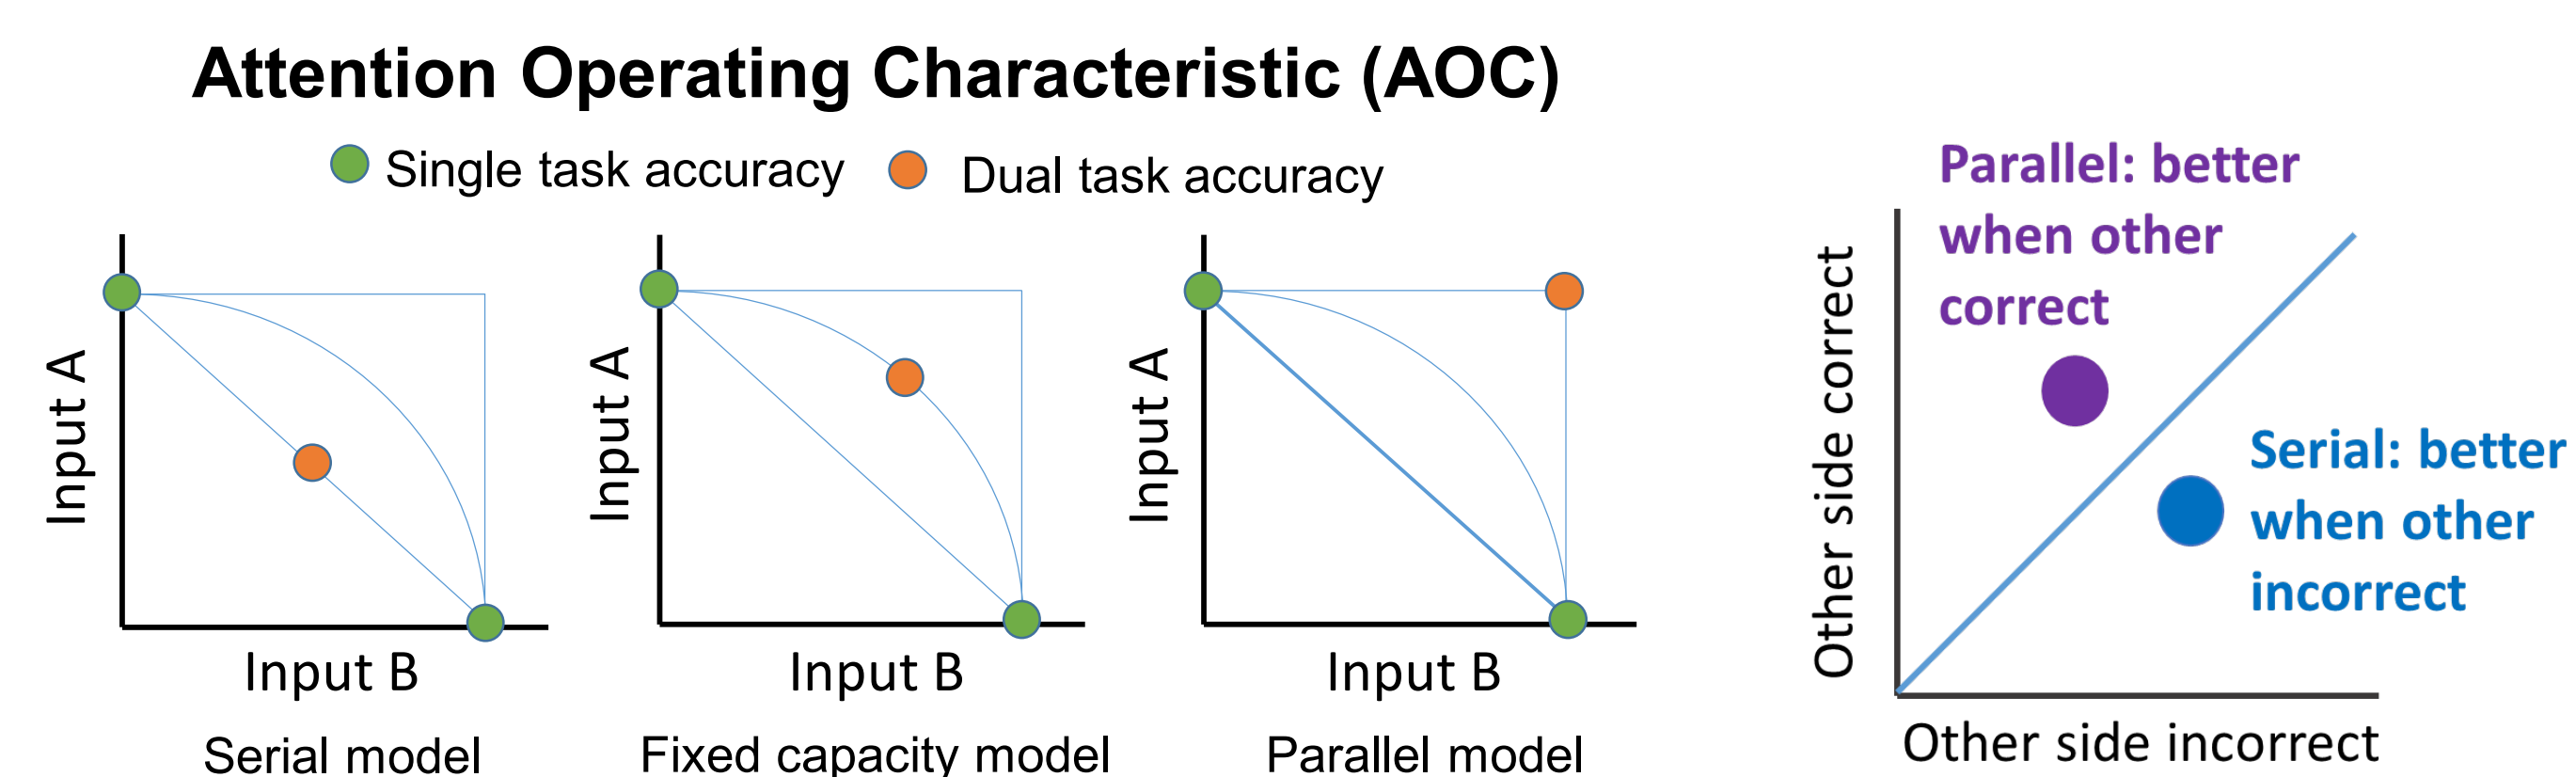 Attention Operating Characteristic (AOC)
Single task accuracy
Dual task accuracy
Input A
Input B
Serial model
Input A
Input B
Fixed capacity model
Input A
Input B
Parallel model
Parallel: better
when other
correct
Other side correct
Serial: better
when other
incorrect
Other side incorrect